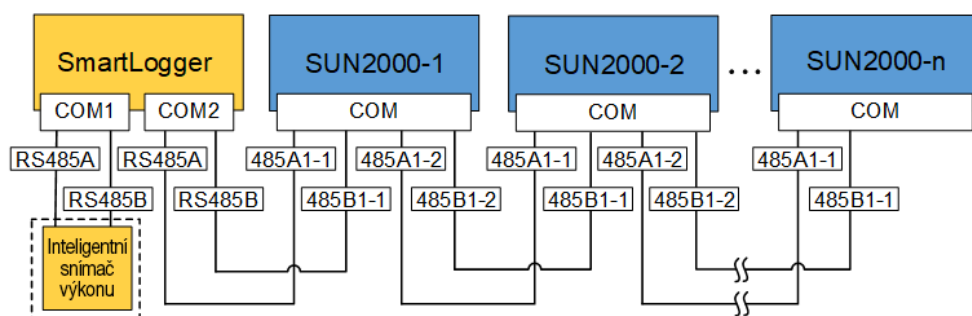 SmartLogger
SUN2000-1
SUN2000-2
...
SUN2000-n
COM1
COM2
COM
COM
COM
RS485A
RS485A
485A1-1
485A1-2
485A1-1
485A1-2
485A1-1
RS485B
RS485B
485B1-1
485B1-2
485B1-1
485B1-2
485B1-1
Inteligentní
snímač
výkonu